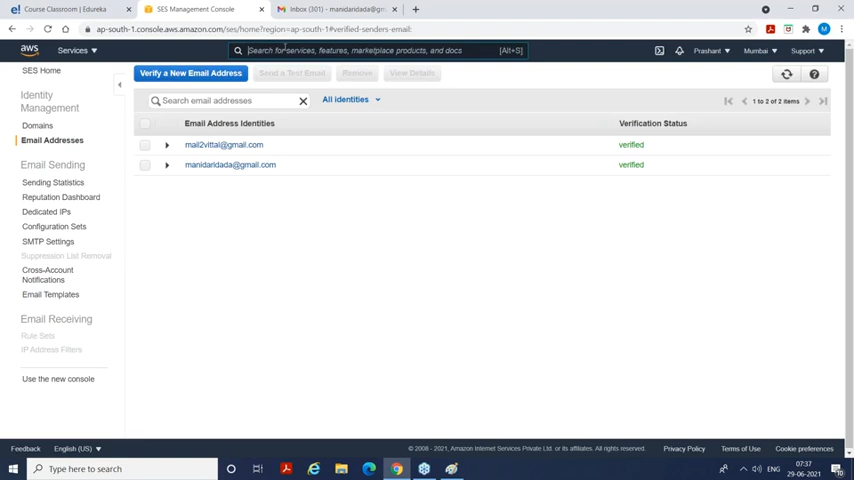 Course Classroom | Edureka
SES Management Console
Inbox (301) - manidaridada@gm
ap-south-1.console.aws.amazon.com/ses/home?region=ap-south-1#verified-senders-email:
aws
Services
Search for services, features, marketplace products, and docs
[Alt+S]
Prashant
Mumbai
Support
SES Home
Identity
Management
Domains
Email Addresses
Email Sending
Sending Statistics
Reputation Dashboard
Dedicated IPs
Configuration Sets
SMTP Settings
Suppression List Removal
Cross-Account
Notifications
Email Templates
Email Receiving
Rule Sets
IP Address Filters
Use the new console
Verify a New Email Address
Send a Test Email
Remove
View Details
Search email addresses
All identities
1 to 2 of 2 items
Email Address Identities
Verification Status
mail2vittal@gmail.com
verified
manidaridada@gmail.com
verified
Feedback
English (US)
© 2008 - 2021, Amazon Internet Services Private Ltd. or its affiliates. All rights reserved.
Privacy Policy
Terms of Use
Cookie preferences
Type here to search
ENG
07:37
29-06-2021